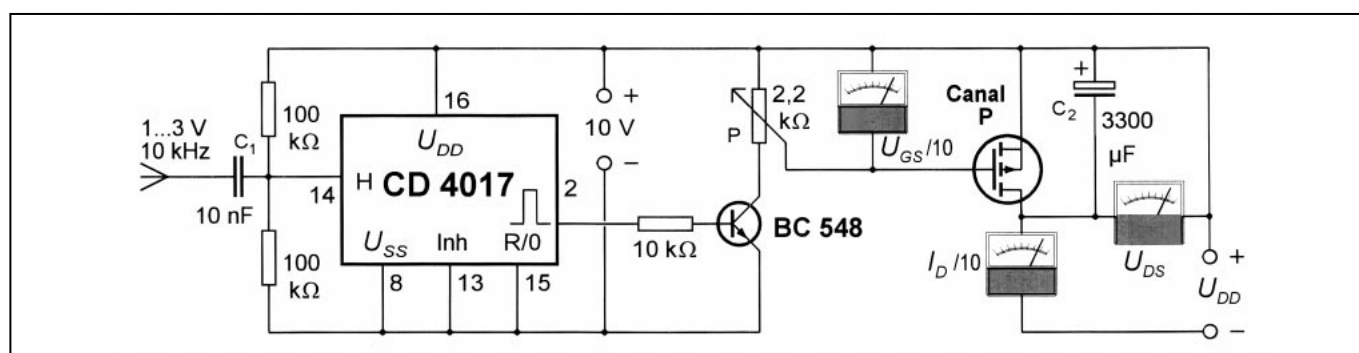 1...3 V
10 kHz
C1
10 nF
100
kΩ
100
kΩ
16
UDD
14
H
CD 4017
2
USS
Inh
R/0
8
13
15
+
10 V
–
10 kΩ
BC 548
P
2,2
kΩ
UGS/10
Canal
P
+
C2
3300
µF
ID/10
UDS
+
UDD
–